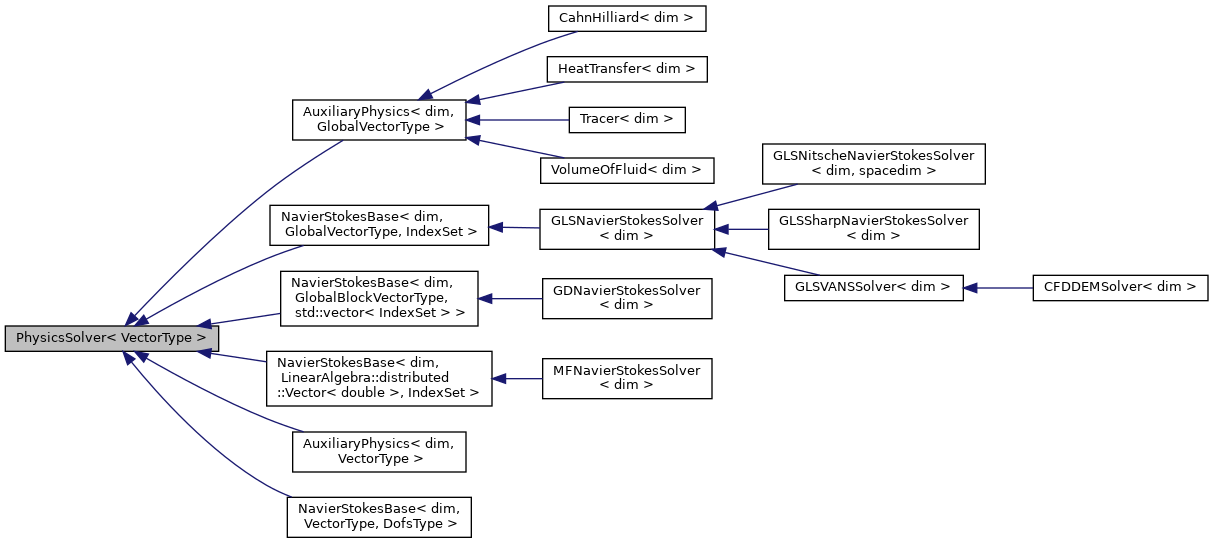 CahnHilliard< dim >
HeatTransfer< dim >
AuxiliaryPhysics< dim,
GlobalVectorType >
Tracer< dim >
VolumeOfFluid< dim >
GLSNitscheNavierStokesSolver
< dim, spacedim >
NavierStokesBase< dim,
GlobalVectorType, IndexSet >
GLSNavierStokesSolver
< dim >
GLSSharpNavierStokesSolver
< dim >
GLSVANSSolver< dim >
CFDDEMSolver< dim >
NavierStokesBase< dim,
GlobalBlockVectorType,
std::vector< IndexSet > >
GDNavierStokesSolver
< dim >
PhysicsSolver< VectorType >
NavierStokesBase< dim,
LinearAlgebra::distributed
::Vector< double >, IndexSet >
MFNavierStokesSolver
< dim >
AuxiliaryPhysics< dim,
VectorType >
NavierStokesBase< dim,
VectorType, DofsType >